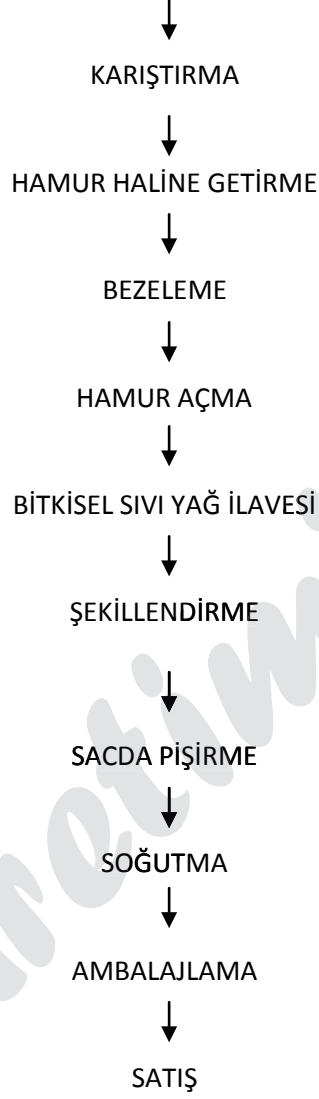 KARIŞTIRMA
HAMUR HALİNE GETİRME
BEZELEME
HAMUR AÇMA
BİTKİSEL SIVI YAĞ İLAVESİ
ŞEKİLLENDİRME
SACDA PİŞİRME
SOĞUTMA
AMBALAJLAMA
SATIŞ